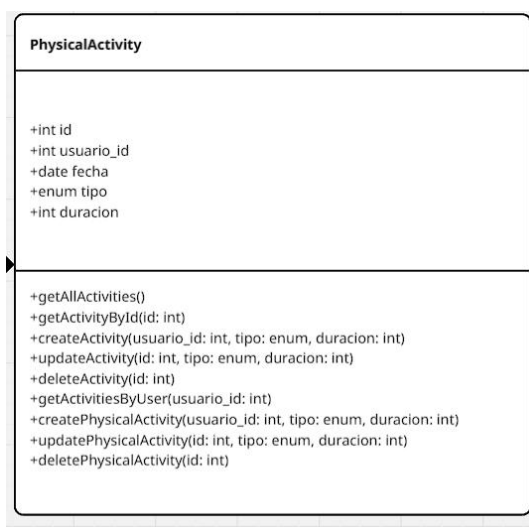 PhysicalActivity
+int id
+int usuario_id
+date fecha
+enum tipo
+int duracion
+getAllActivities()
+getActivityById(id: int)
+createActivity(usuario_id: int, tipo: enum, duracion: int)
+updateActivity(id: int, tipo: enum, duracion: int)
+deleteActivity(id: int)
+getActivitiesByUser(usuario_id: int)
+createPhysicalActivity(usuario_id: int, tipo: enum, duracion: int)
+updatePhysicalActivity(id: int, tipo: enum, duracion: int)
+deletePhysicalActivity(id: int)